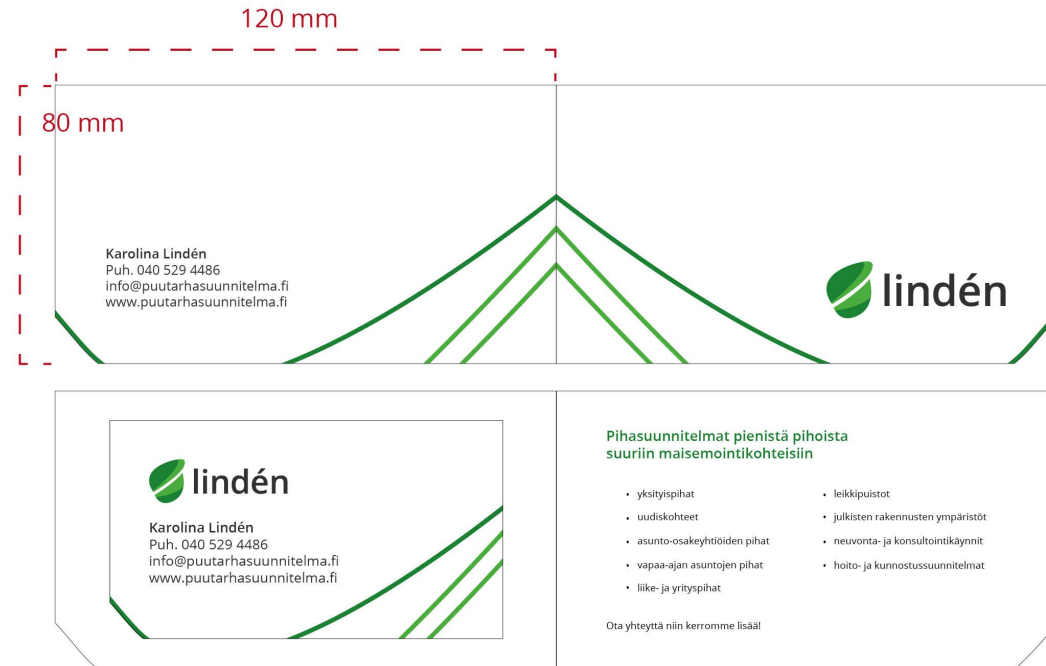 120 mm
80 mm
Karolina Lindén
Puh. 040 529 4486
info@puutarhasuunnitelma.fi
www.puutarhasuunnitelma.fi
lindén
lindén
Karolina Lindén
Puh. 040 529 4486
info@puutarhasuunnitelma.fi
www.puutarhasuunnitelma.fi
Pihasuunnitelmat pienistä pihoista
suuriin maisemointikohteisiin
• yksityispihat
• uudiskohteet
• asunto-osakeyhtiöiden pihat
• vapaa-ajan asuntojen pihat
• liike- ja yrityspihat
• leikkipuistot
• julkisten rakennusten ympäristöt
• neuvonta- ja konsultointikäynnit
• hoito- ja kunnostussuunnitelmat
Ota yhteyttä niin kerromme lisää!